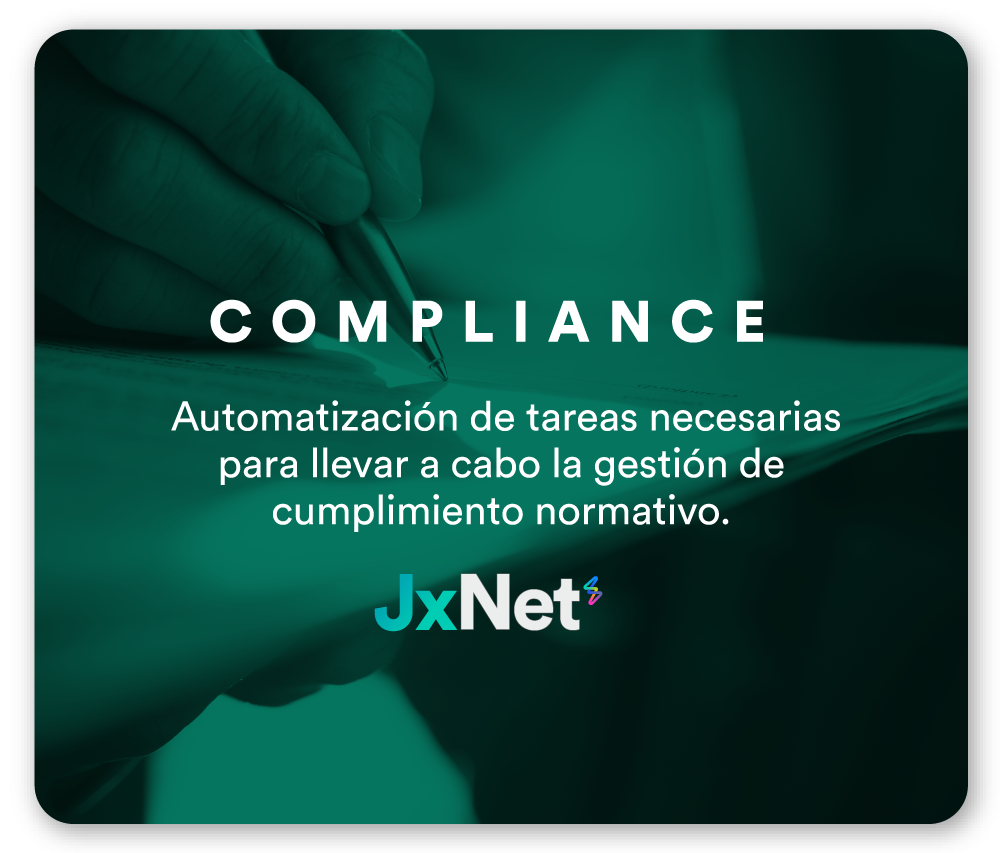 COMPLIANCE
Automatización de tareas necesarias
para llevar a cabo la gestión de
cumplimiento normativo.
JxNet